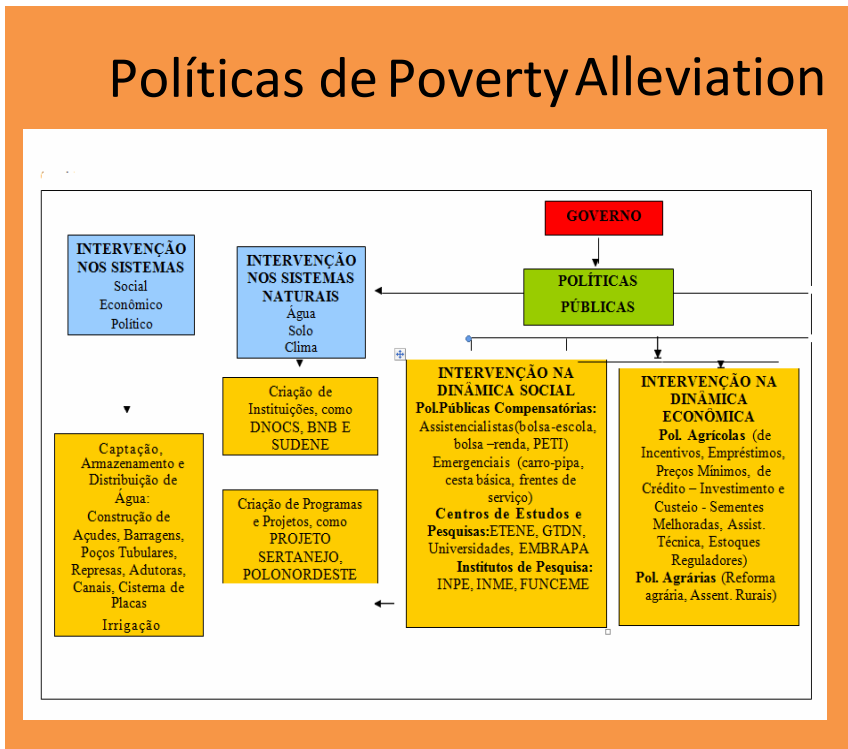 Políticas de Poverty Alleviation
GOVERNO
POLÍTICAS
PÚBLICAS
INTERVENÇÃO
NOS SISTEMAS
Social
Econômico
Político
INTERVENÇÃO
NOS SISTEMAS
NATURAIS
Água
Solo
Clima
Captação,
Armazenamento e
Distribuição de
Água:
Construção de
Açudes, Barragens,
Poços Tubulares,
Represas, Adutoras,
Canais, Cisterna de
Placas
Irrigação
Criação de
Instituições, como
DNOCS, BNB E
SUDENE
Criação de Programas
e Projetos, como
PROJETO
SERTANEJO,
POLONORDESTE
INTERVENÇÃO NA
DINÂMICA SOCIAL
Pol.Públicas Compensatórias:
Assistencialistas(bolsa-escola,
bolsa –renda, PETI)
Emergenciais (carro-pipa,
cesta básica, frentes de
serviço)
Centros de Estudos e
Pesquisas:ETENE, GTDN,
Universidades, EMBRAPA
Institutos de Pesquisa:
INPE, INME, FUNCEME
INTERVENÇÃO NA
DINÂMICA
ECONÔMICA
Pol. Agrícolas (de
Incentivos, Empréstimos,
Preços Mínimos, de
Crédito – Investimento e
Custeio - Sementes
Melhoradas, Assist.
Técnica, Estoques
Reguladores)
Pol. Agrárias (Reforma
agrária, Assent. Rurais)